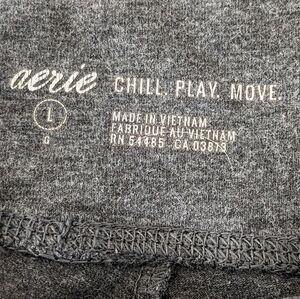 aerie CHILL. PLAY. MOVE.
L
G
MADE IN VIETNAM
FABRIQUÉ AU VIETNAM
RN 54485 CA 03873